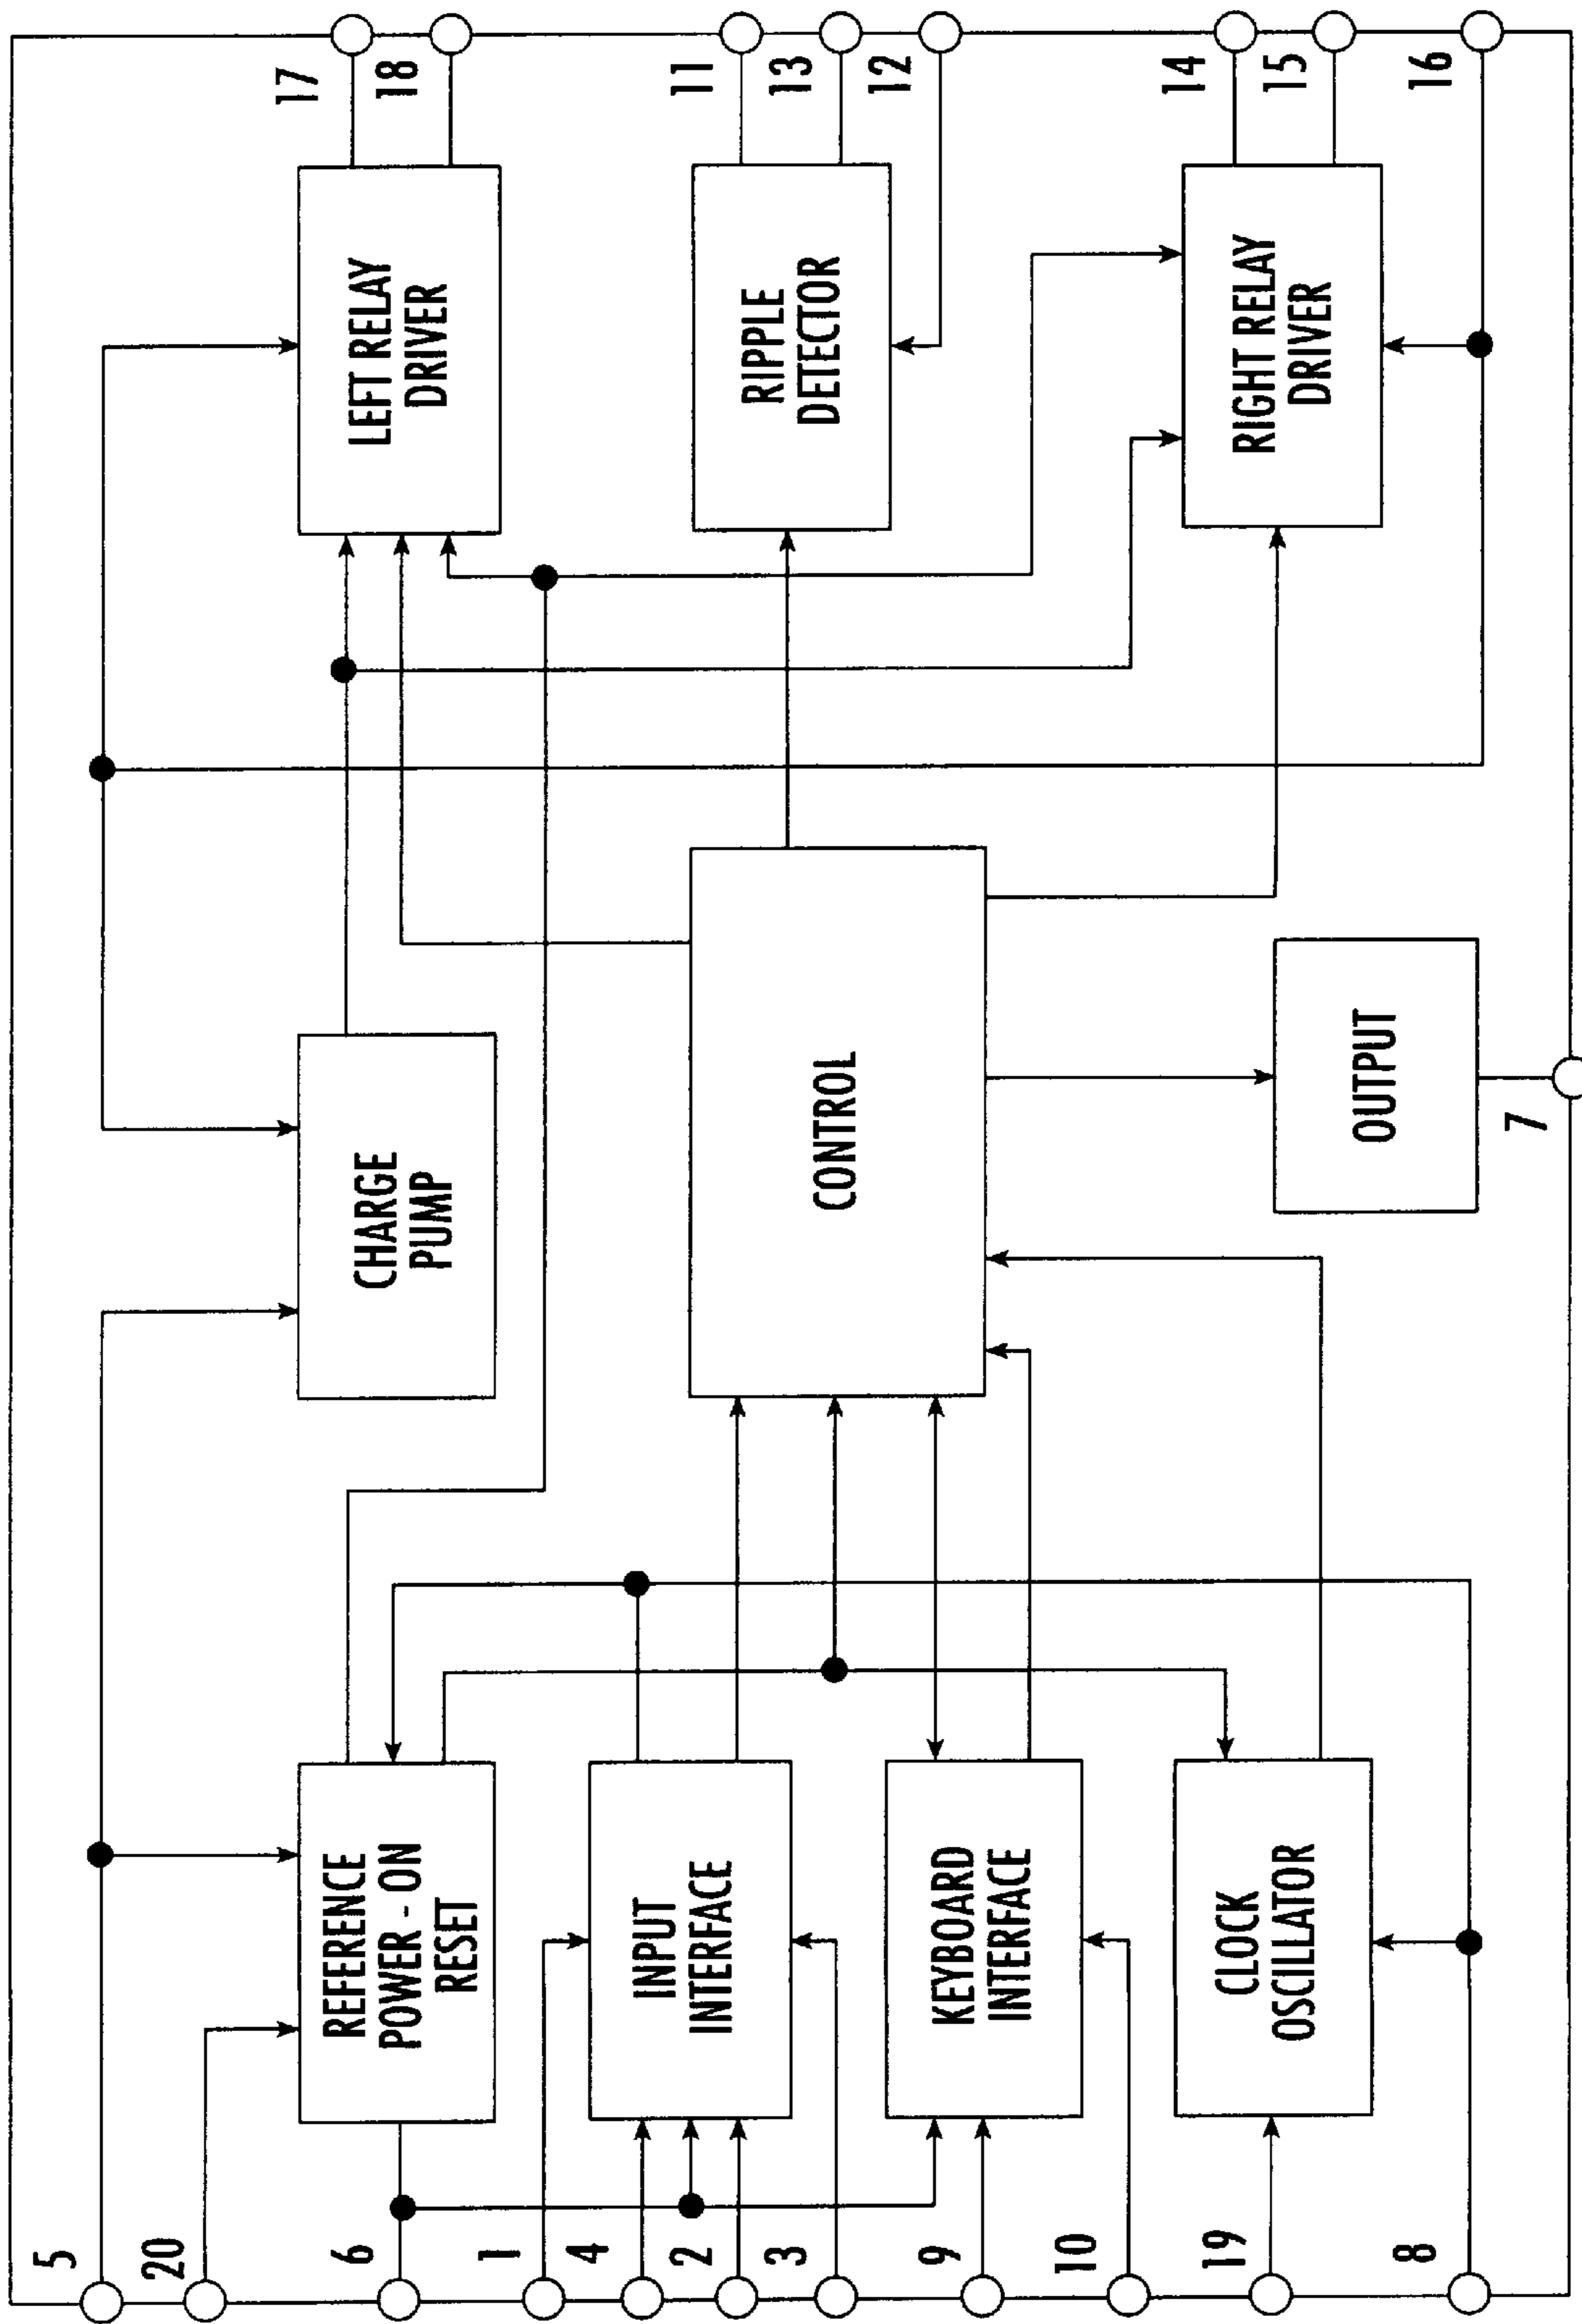 5
20
6
1
4
2
3
9
10
19
8
REFERENCE
POWER - ON
RESET
INPUT
INTERFACE
KEYBOARD
INTERFACE
CLOCK
OSCILLATOR
CHARGE
PUMP
CONTROL
OUTPUT
7
LEFT RELAY
DRIVER
RIPPLE
DETECTOR
RIGHT RELAY
DRIVER
17
18
11
13
12
14
15
16